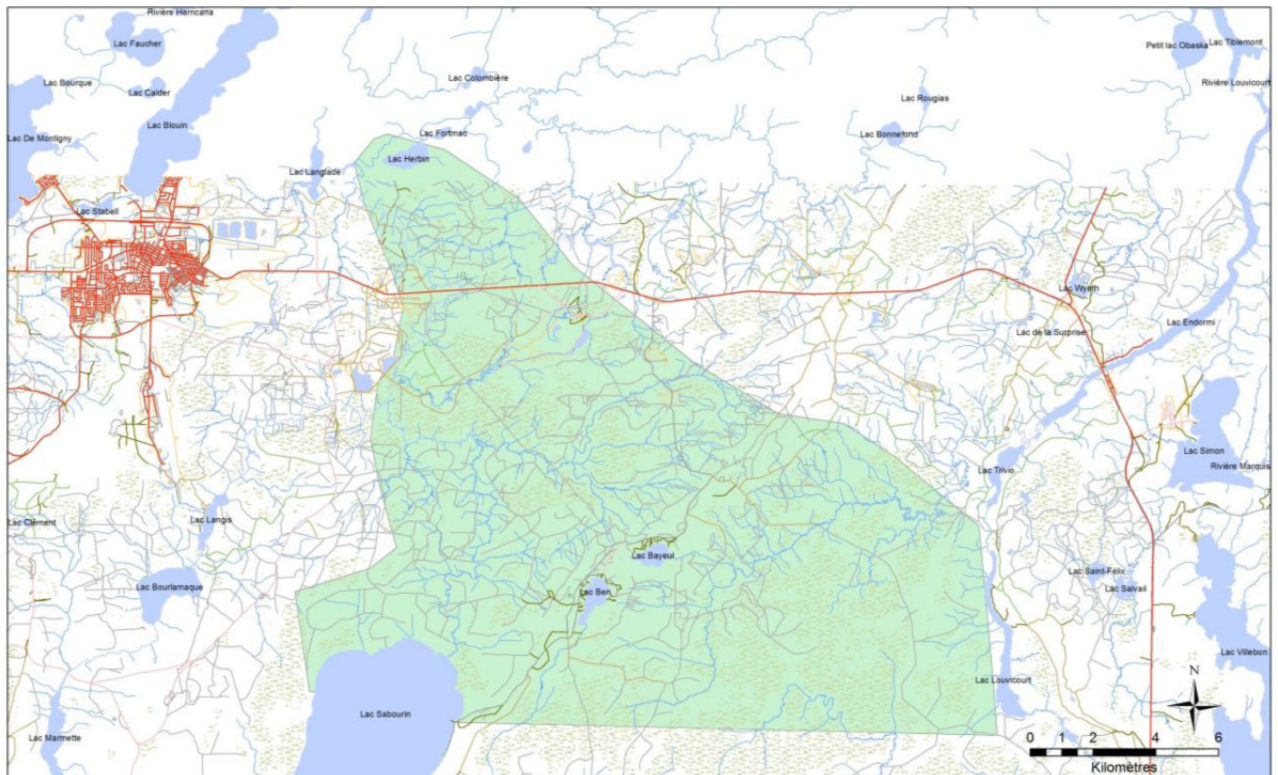 Rivière Harricana
Lac Faucher
Petit lac Obaska
Lac Tiblemont
Lac Colombière
Lac Bourque
Rivière Louvicourt
Lac Calder
Lac Rougias
Lac Blouin
Lac Fortmac
Lac Bonnefond
Lac De Montigny
Lac Herbin
Lac Langlade
Lac Stabell
Lac Wyeth
Lac Endormi
Lac de la Surprise
Lac Simon
Rivière Marquis
Lac Trivio
Lac Clément
Lac Langis
Lac Bayeul
Lac Saint-Félix
Lac Bourlamaque
Lac Ben
Lac Salvail
Lac Villebon
Lac Louvicourt
N
Lac Sabourin
Lac Marmette
0 1 2 4 6
Kilomètres